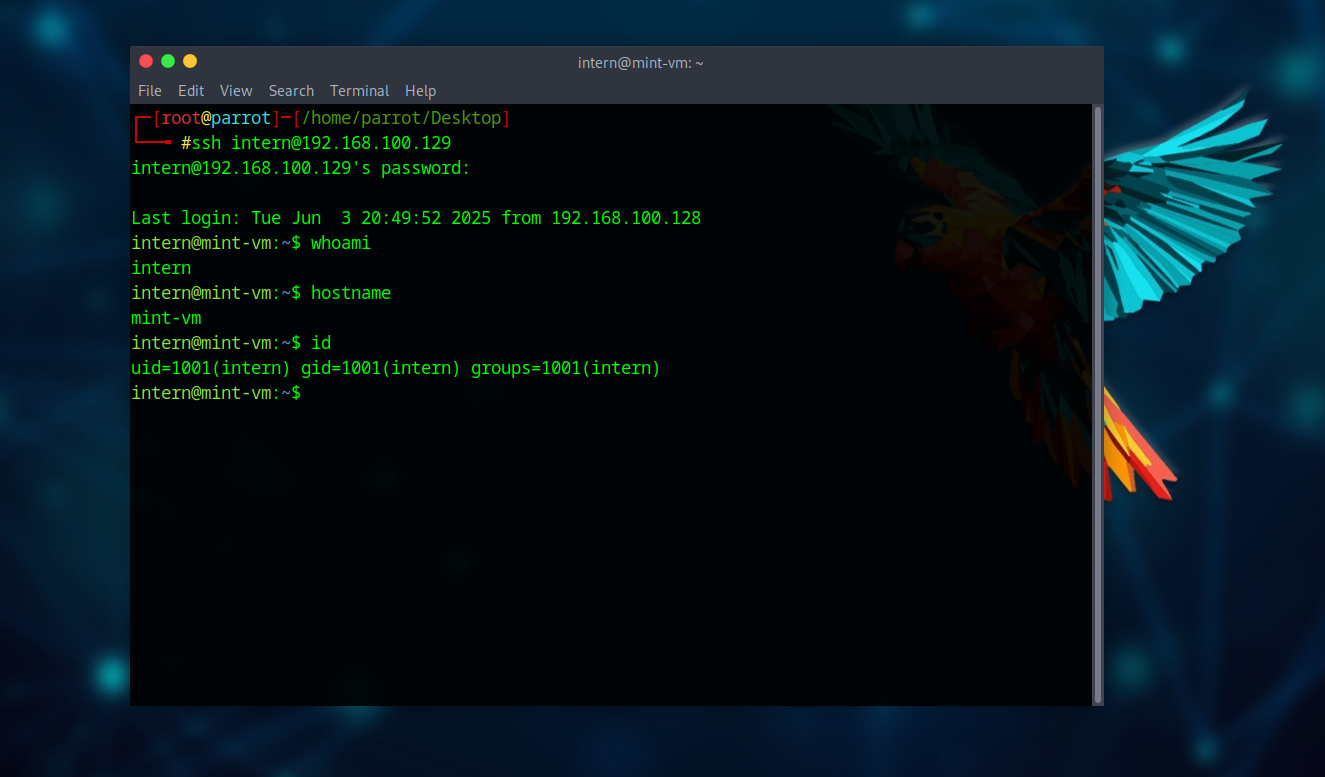 intern@mint-vm: ~
File Edit View Search Terminal Help
┌─[root@parrot]─[/home/parrot/Desktop]
└──╼ #ssh intern@192.168.100.129
intern@192.168.100.129's password:
Last login: Tue Jun  3 20:49:52 2025 from 192.168.100.128
intern@mint-vm:~$ whoami
intern
intern@mint-vm:~$ hostname
mint-vm
intern@mint-vm:~$ id
uid=1001(intern) gid=1001(intern) groups=1001(intern)
intern@mint-vm:~$